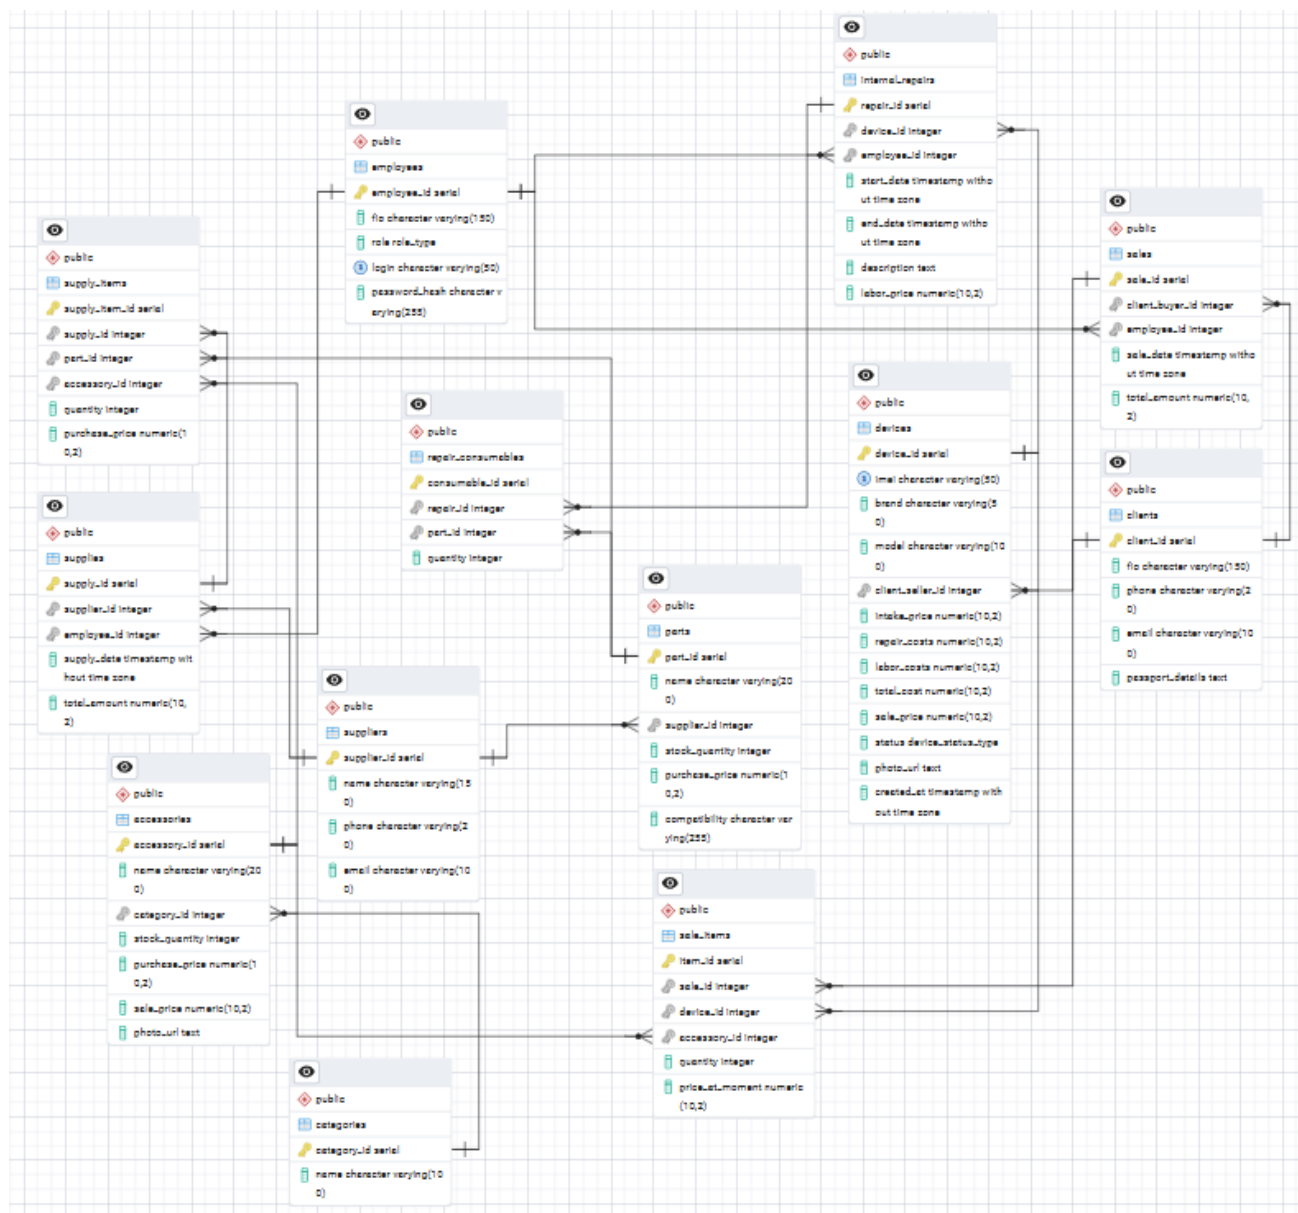 public
internal_repairs
repair_id serial
device_id integer
employee_id integer
start_date timestamp witho
ut time zone
end_date timestamp witho
ut time zone
description text
labor_price numeric(10,2)
public
employees
employee_id serial
fio character varying(150)
role role_type
login character varying(50)
password_hash character v
arying(255)
public
sales
sale_id serial
client_buyer_id integer
employee_id integer
sale_date timestamp witho
ut time zone
total_amount numeric(10,
2)
public
supply_items
supply_item_id serial
supply_id integer
part_id integer
accessory_id integer
quantity integer
purchase_price numeric(1
0,2)
public
devices
device_id serial
imei character varying(50)
brand character varying(5
0)
model character varying(10
0)
client_seller_id integer
intake_price numeric(10,2)
repair_costs numeric(10,2)
labor_costs numeric(10,2)
total_cost numeric(10,2)
sale_price numeric(10,2)
status device_status_type
photo_url text
created_at timestamp with
out time zone
public
repair_consumables
consumable_id serial
repair_id integer
part_id integer
quantity integer
public
clients
client_id serial
fio character varying(150)
phone character varying(2
0)
email character varying(10
0)
passport_details text
public
supplies
supply_id serial
supplier_id integer
employee_id integer
supply_date timestamp wit
hout time zone
total_amount numeric(10,
2)
public
parts
part_id serial
name character varying(20
0)
supplier_id integer
stock_quantity integer
purchase_price numeric(1
0,2)
compatibility character var
ying(255)
public
suppliers
supplier_id serial
name character varying(15
0)
phone character varying(2
0)
email character varying(10
0)
public
accessories
accessory_id serial
name character varying(20
0)
category_id integer
stock_quantity integer
purchase_price numeric(1
0,2)
sale_price numeric(10,2)
photo_url text
public
sale_items
item_id serial
sale_id integer
device_id integer
accessory_id integer
quantity integer
price_at_moment numeric
(10,2)
public
categories
category_id serial
name character varying(10
0)